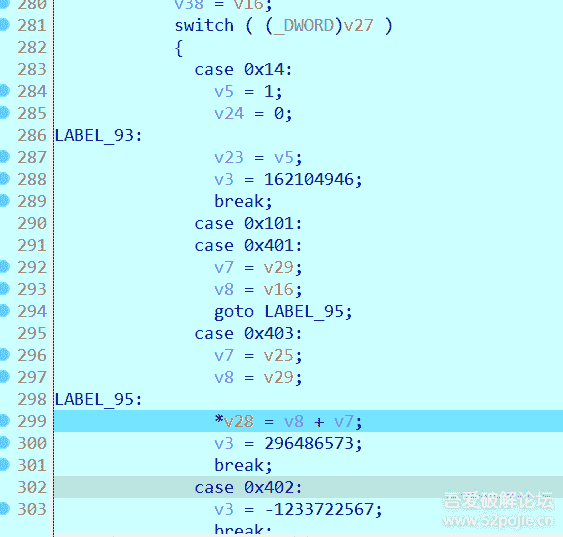 280 v38 = v16;
281 switch ( (_DWORD)v27 )
282 {
283 case 0x14:
284 v5 = 1;
285 v24 = 0;
286 LABEL_93:
287 v23 = v5;
288 v3 = 162104946;
289 break;
290 case 0x101:
291 case 0x401:
292 v7 = v29;
293 v8 = v16;
294 goto LABEL_95;
295 case 0x403:
296 v7 = v25;
297 v8 = v29;
298 LABEL_95:
299 *v28 = v8 + v7;
300 v3 = 296486573;
301 break;
302 case 0x402:
303 v3 = -1233722567;
break;
吾爱破解论坛
www.52pojie.cn